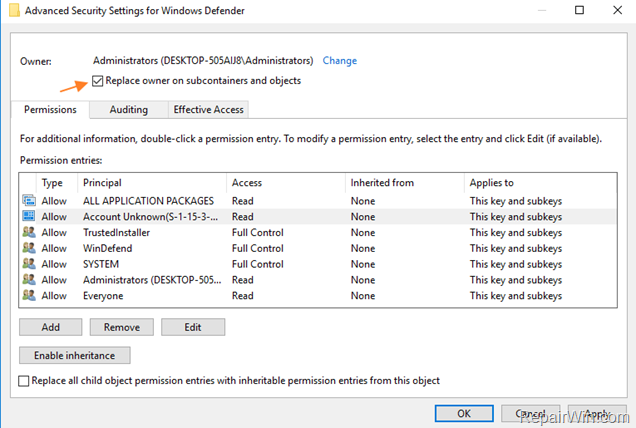 Advanced Security Settings for Windows Defender
Owner: Administrators (DESKTOP-505AIJ8\Administrators) Change
Replace owner on subcontainers and objects
Permissions Auditing Effective Access
For additional information, double-click a permission entry. To modify a permission entry, select the entry and click Edit (if available).
Permission entries:
Type Principal Access Inherited from Applies to
Allow ALL APPLICATION PACKAGES Read None This key and subkeys
Allow Account Unknown(S-1-15-3-... Read None This key and subkeys
Allow TrustedInstaller Full Control None This key and subkeys
Allow WinDefend Full Control None This key and subkeys
Allow SYSTEM Full Control None This key and subkeys
Allow Administrators (DESKTOP-505... Read None This key and subkeys
Allow Everyone Read None This key and subkeys
Add Remove Edit
Enable inheritance
Replace all child object permission entries with inheritable permission entries from this object
OK Cancel Apply
RepairWin.com